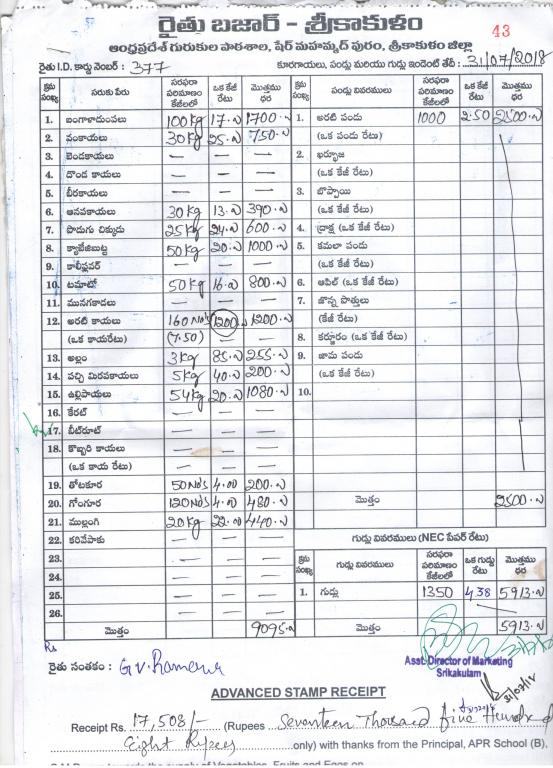 రైతు బజార్ - శ్రీకాకుళం
43
ఆంధ్రప్రదేశ్ గురుకుల పాఠశాల, షేర్ మహమ్మద్ పురం, శ్రీకాకుళం జిల్లా
రైతు I.D. కార్డు నెంబర్ : 377 కూరగాయలు, పండ్లు మరియు గుడ్లు ఇండెంట్ తేది : 31/07/2018
క్రమ సంఖ్య సరుకు పేరు సరఫరా పరిమాణం కేజీలలో ఒక కేజీ రేటు మొత్తము ధర క్రమ సంఖ్య పండ్లు వివరములు సరఫరా పరిమాణం కేజీలలో ఒక కేజీ రేటు మొత్తము ధర
1. బంగాళాదుంపలు 100kg 17.00 1700.00 1. అరటి పండు 1000 2.50 2500.00
2. వంకాయలు 30kg 25.00 750.00 (ఒక పండు రేటు)
3. బెండకాయలు — — — 2. ఖర్భూజ
4. దొండ కాయలు — — — (ఒక కేజీ రేటు)
5. బీరకాయలు — — — 3. బొప్పాయి
6. ఆనపకాయలు 30kg 13.00 390.00 (ఒక కేజీ రేటు)
7. పొడుగు చిక్కుడు 25kg 24.00 600.00 4. ద్రాక్ష (ఒక కేజీ రేటు)
8. క్యాబేజిబుట్ట 50kg 20.00 1000.00 5. కమలా పండు
9. కాలీఫ్లవర్ — — — (ఒక కేజీ రేటు)
10. టమాటో 50kg 16.00 800.00 6. ఆపిల్ (ఒక కేజీ రేటు)
11. మునగకాడలు — — — 7. జొన్న పొత్తులు
12. అరటి కాయలు 160 No's 1200 1200.00 (కేజీ రేటు)
(ఒక కాయరేటు) (7.50) — — 8. కర్జూరం (ఒక కేజీ రేటు)
13. అల్లం 3kg 85.00 255.00 9. జామ పండు
14. పచ్చి మిరపకాయలు 5kg 40.00 200.00 (ఒక కేజీ రేటు)
15. ఉల్లిపాయలు 54kg 20.00 1080.00 10.
16. కేరట్ — — —
17. బీట్‌రూట్ — — —
18. కొబ్బరి కాయలు — — —
(ఒక కాయ రేటు) — — —
19. తోటకూర 50 No's 4.00 200.00
20. గోంగూర 120 No's 4.00 480.00 మొత్తం 2500.00
21. ముల్లంగి 20kg 22.00 440.00
22. కరివేపాకు — — — గుడ్లు వివరములు (NEC పేపర్ రేటు)
23. — — — క్రమ సంఖ్య గుడ్లు వివరములు సరఫరా పరిమాణం కేజీలలో ఒక గుడ్డు రేటు మొత్తము ధర
24. — — —
25. — — — 1. గుడ్లు 1350 4.38 5913.00
26. — — —
మొత్తం 9095.00 మొత్తం 5913.00
Rs
రైతు సంతకం : G.V. Ramana
Asst. Director of Marketing
Srikakulam
31/07/18
ADVANCED STAMP RECEIPT
Receipt Rs. 17,508/- (Rupees Seventeen Thousand five Hundred
Eight Rupees only) with thanks from the Principal, APR School (B),